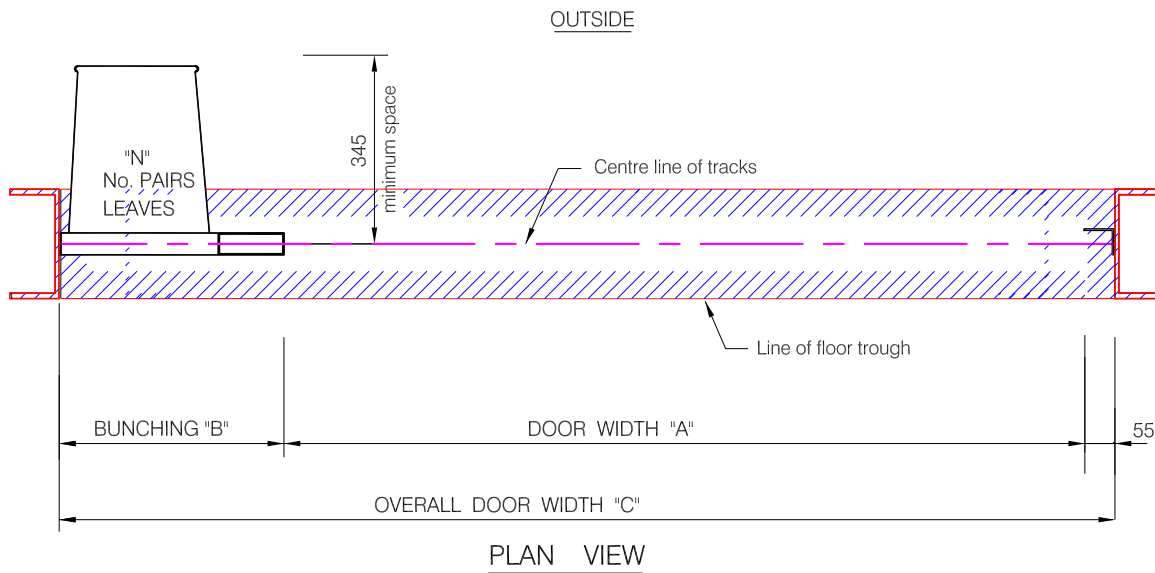 OUTSIDE
345
minimum space
"N"
No. PAIRS
LEAVES
Centre line of tracks
Line of floor trough
BUNCHING "B"
DOOR WIDTH "A"
55
OVERALL DOOR WIDTH "C"
PLAN VIEW